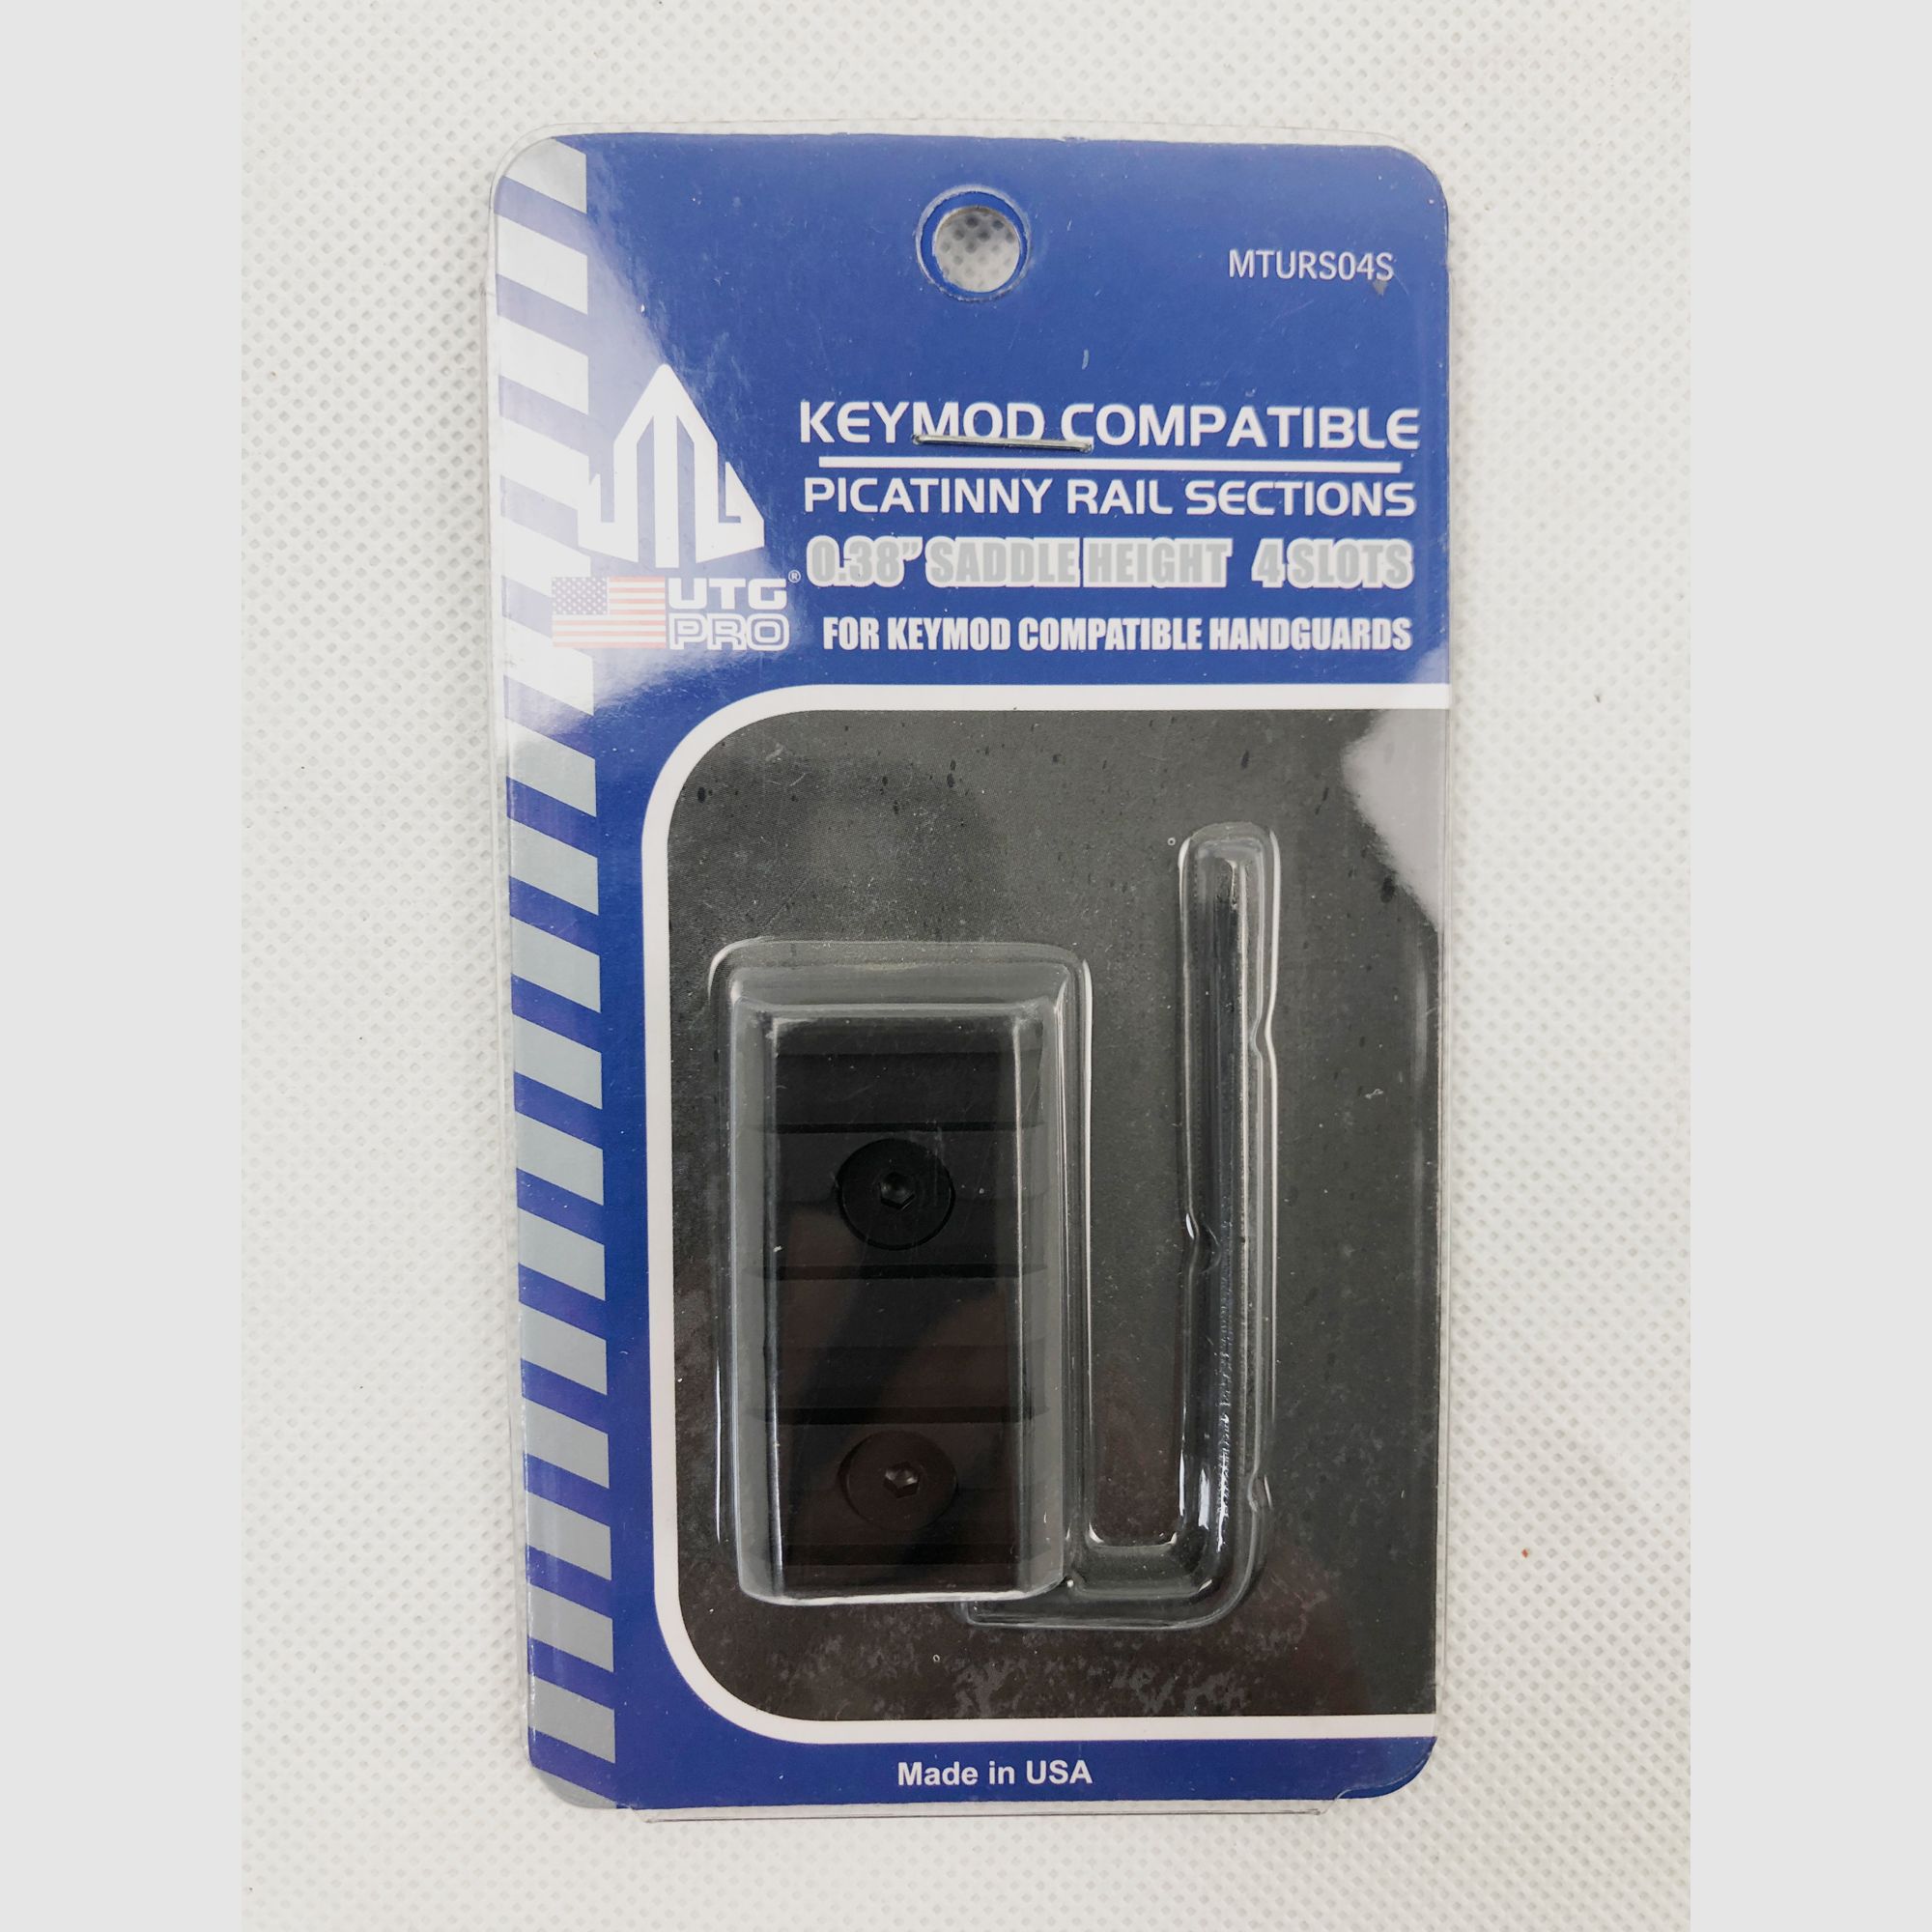 MTURS04S
KEYMOD COMPATIBLE
PICATINNY RAIL SECTIONS
0.38” SADDLE HEIGHT 4 SLOTS
FOR KEYMOD COMPATIBLE HANDGUARDS
UTG®
PRO
Made in USA